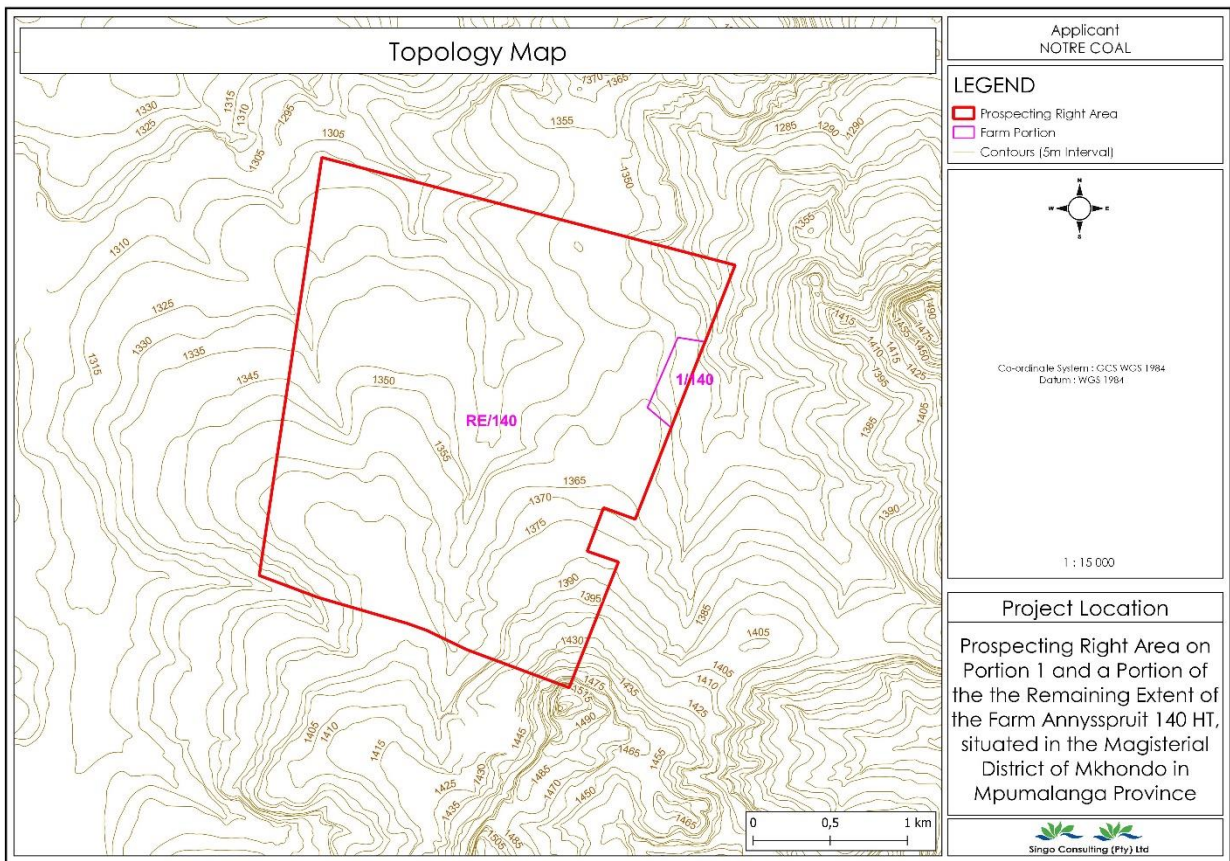 Topology Map
Applicant
NOTRE COAL
LEGEND
Prospecting Right Area
Farm Portion
Contours (5m Interval)
N
W
E
S
Co-ordinate System : GCS WGS 1984
Datum : WGS 1984
1 : 15 000
Project Location
Prospecting Right Area on
Portion 1 and a Portion of
the the Remaining Extent of
the Farm Annysspruit 140 HT,
situated in the Magisterial
District of Mkhondo in
Mpumalanga Province
Singo Consulting (Pty) Ltd
1330
1325
1315
1310
1295
1305
1305
1370
1365
1355
1350
1285
1290
1290
1355
1310
1325
1330
1335
1345
1315
1350
1355
RE/140
1/140
1365
1370
1375
1390
1395
1430
1415
1410
1415
1395
1385
1490
1475
1455
1450
1425
1405
1390
1385
1405
1405
1410
1425
1435
1475
1515
1490
1445
1465
1455
1485
1470
1450
1430
1425
1435
1505
1485
1465
1405
1410
1415
0
0,5
1 km